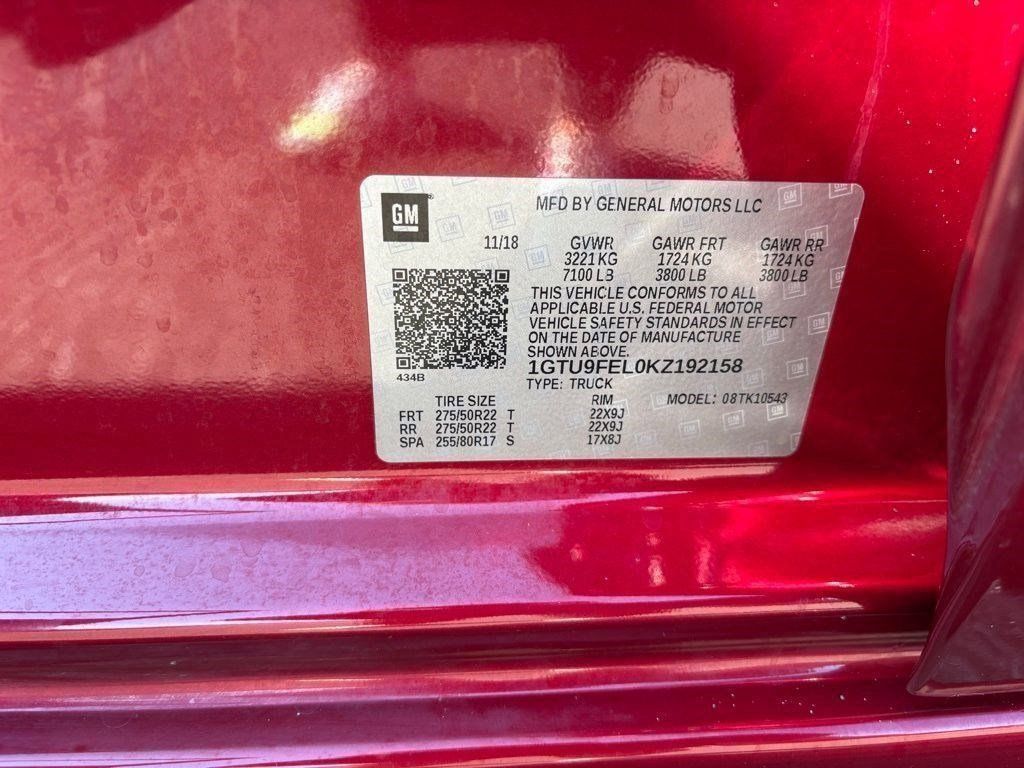 GM
MFD BY GENERAL MOTORS LLC
11/18 GVWR GAWR FRT GAWR RR
3221 KG 1724 KG 1724 KG
7100 LB 3800 LB 3800 LB
THIS VEHICLE CONFORMS TO ALL
APPLICABLE U.S. FEDERAL MOTOR
VEHICLE SAFETY STANDARDS IN EFFECT
ON THE DATE OF MANUFACTURE
SHOWN ABOVE.
434B
1GTU9FEL0KZ192158
TYPE: TRUCK
TIRE SIZE RIM MODEL: 08TK10543
FRT 275/50R22 T 22X9J
RR 275/50R22 T 22X9J
SPA 255/80R17 S 17X8J